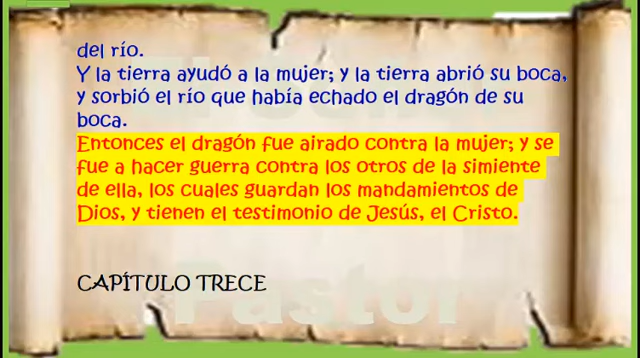 del río.
Y la tierra ayudó a la mujer; y la tierra abrió su boca,
y sorbió el río que había echado el dragón de su
boca.
Entonces el dragón fue airado contra la mujer; y se
fue a hacer guerra contra los otros de la simiente
de ella, los cuales guardan los mandamientos de
Dios, y tienen el testimonio de Jesús, el Cristo.
CAPÍTULO TRECE
Pastor